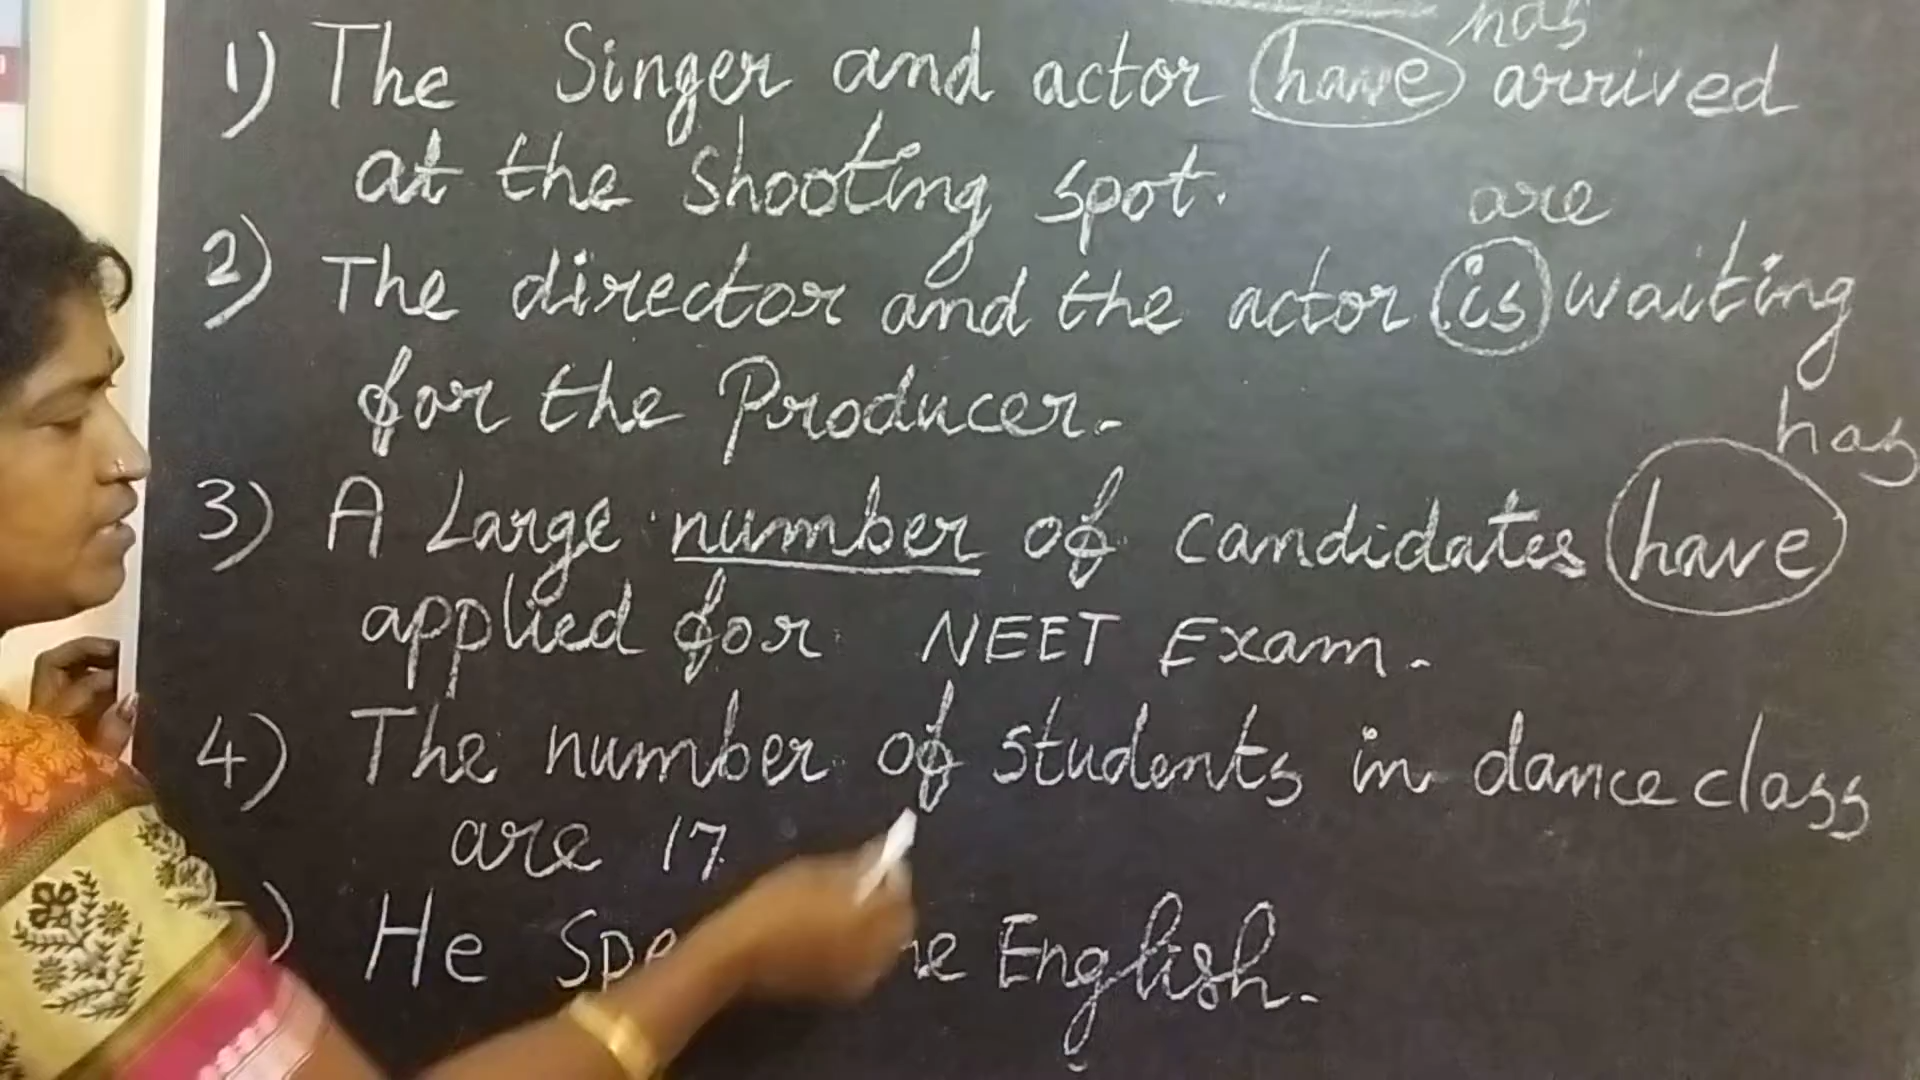 has
1) The Singer and actor have arrived
at the shooting spot.
are
2) The director and the actor is waiting
for the Producer.
has
3) A Large number of candidates have
applied for NEET Exam.
4) The number of students in dance class
are 17
) He English.